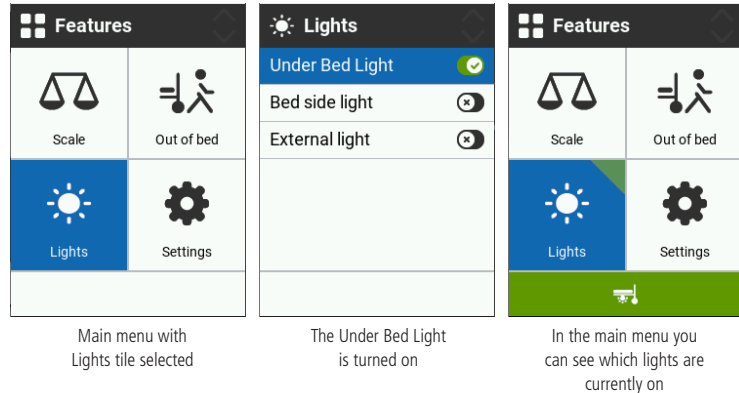 Features
Scale
Out of bed
Lights
Settings
Main menu with
Lights tile selected
Lights
Under Bed Light
Bed side light
External light
The Under Bed Light
is turned on
Features
Scale
Out of bed
Lights
Settings
In the main menu you
can see which lights are
currently on